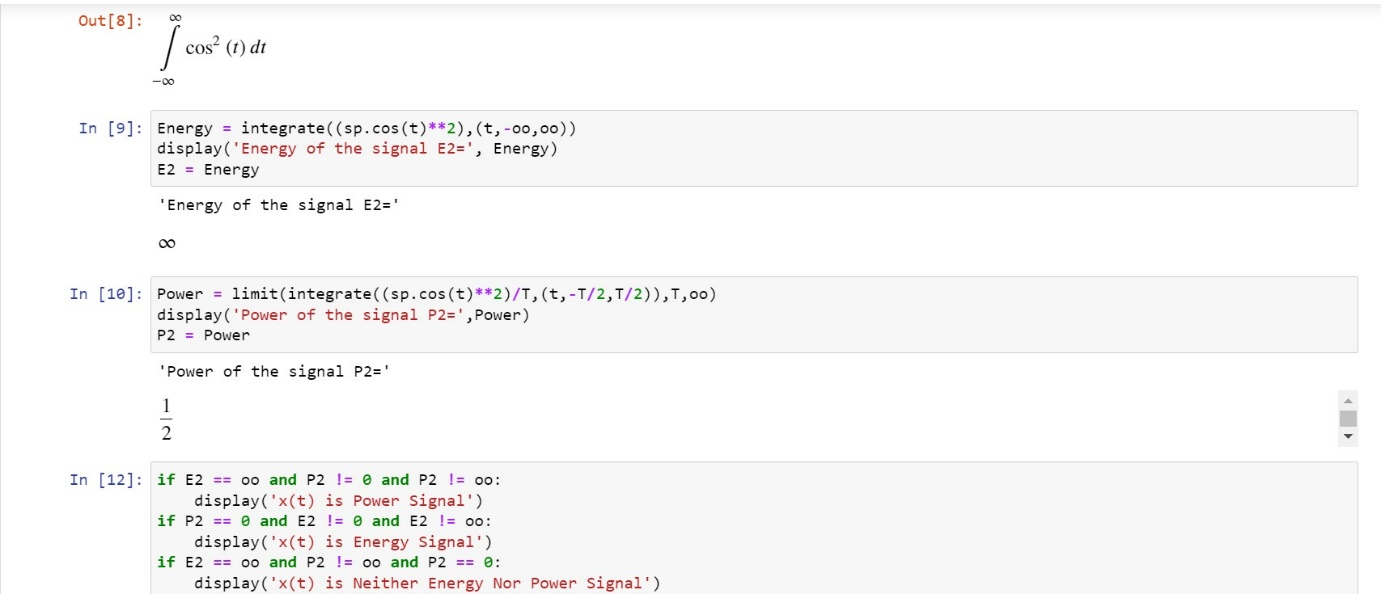 Out[8]:
∞
∫ cos² (t) dt
−∞
In [9]: Energy = integrate((sp.cos(t)**2),(t,-oo,oo))
display('Energy of the signal E2=', Energy)
E2 = Energy
'Energy of the signal E2='
∞
In [10]: Power = limit(integrate((sp.cos(t)**2)/T,(t,-T/2,T/2)),T,oo)
display('Power of the signal P2=',Power)
P2 = Power
'Power of the signal P2='
1
2
In [12]: if E2 == oo and P2 != 0 and P2 != oo:
    display('x(t) is Power Signal')
if P2 == 0 and E2 != 0 and E2 != oo:
    display('x(t) is Energy Signal')
if E2 == oo and P2 != oo and P2 == 0:
    display('x(t) is Neither Energy Nor Power Signal')